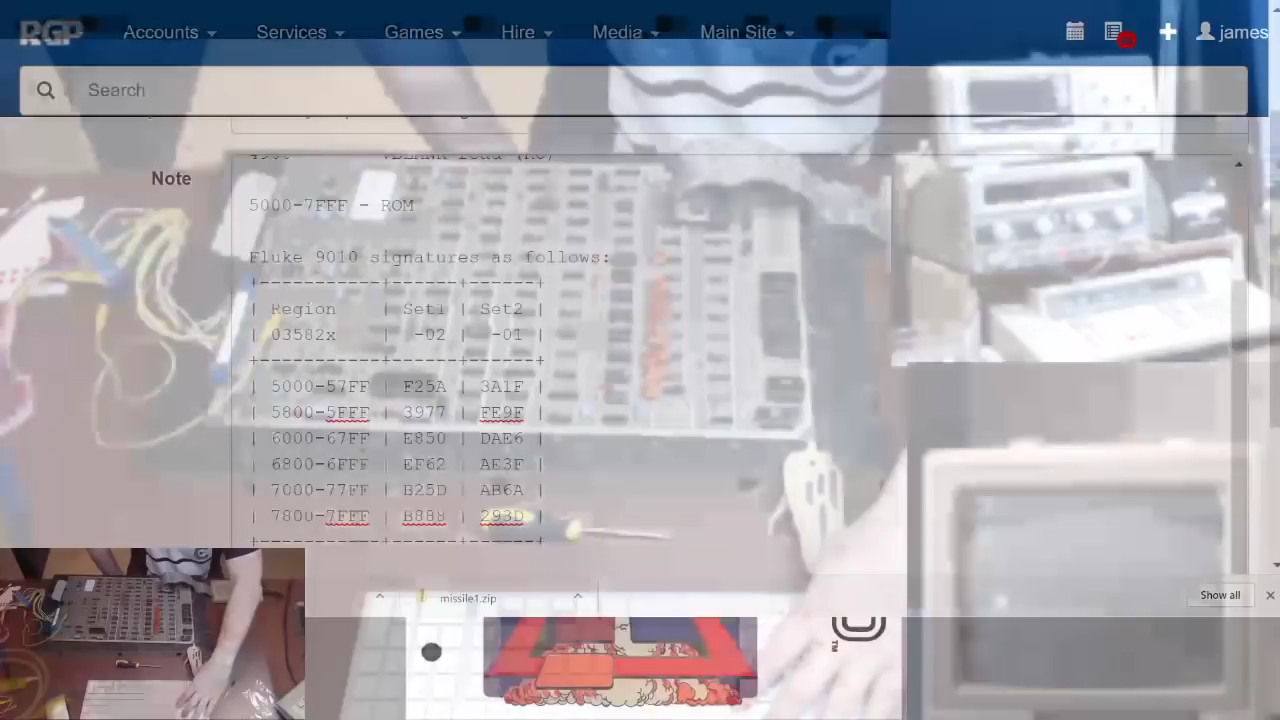 RGP Accounts Services Games Hire Media Main Site james
Search
Note
5000-7FFF - ROM
Fluke 9010 signatures as follows:
+------------+------+------+
| Region | Set1 | Set2 |
| 03582x | -02 | -01 |
+------------+------+------+
| 5000-57FF | F25A | 3A1F |
| 5800-5FFF | 3977 | FE9F |
| 6000-67FF | E850 | DAE6 |
| 6800-6FFF | EF62 | AE3F |
| 7000-77FF | B25D | AB6A |
| 7800-7FFF | B88B | 293D |
+------------+------+------+
missile1.zip
Show all
TM